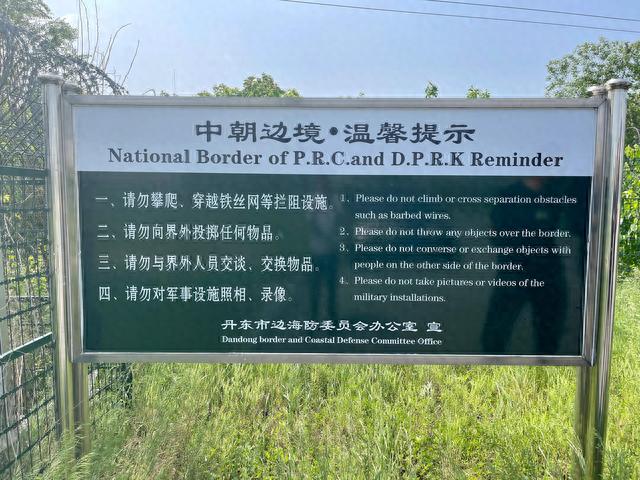 中朝边境•温馨提示
National Border of P.R.C.and D.P.R.K Reminder
一、请勿攀爬、穿越铁丝网等拦阻设施。
二、请勿向界外投掷任何物品。
三、请勿与界外人员交谈、交换物品。
四、请勿对军事设施照相、录像。
1、Please do not climb or cross separation obstacles
such as barbed wires.
2、Please do not throw any objects over the border.
3、Please do not converse or exchange objects with
people on the other side of the border.
4、Please do not take pictures or videos of the
military installations.
丹东市边海防委员会办公室 宣
Dandong border and Coastal Defense Committee Office